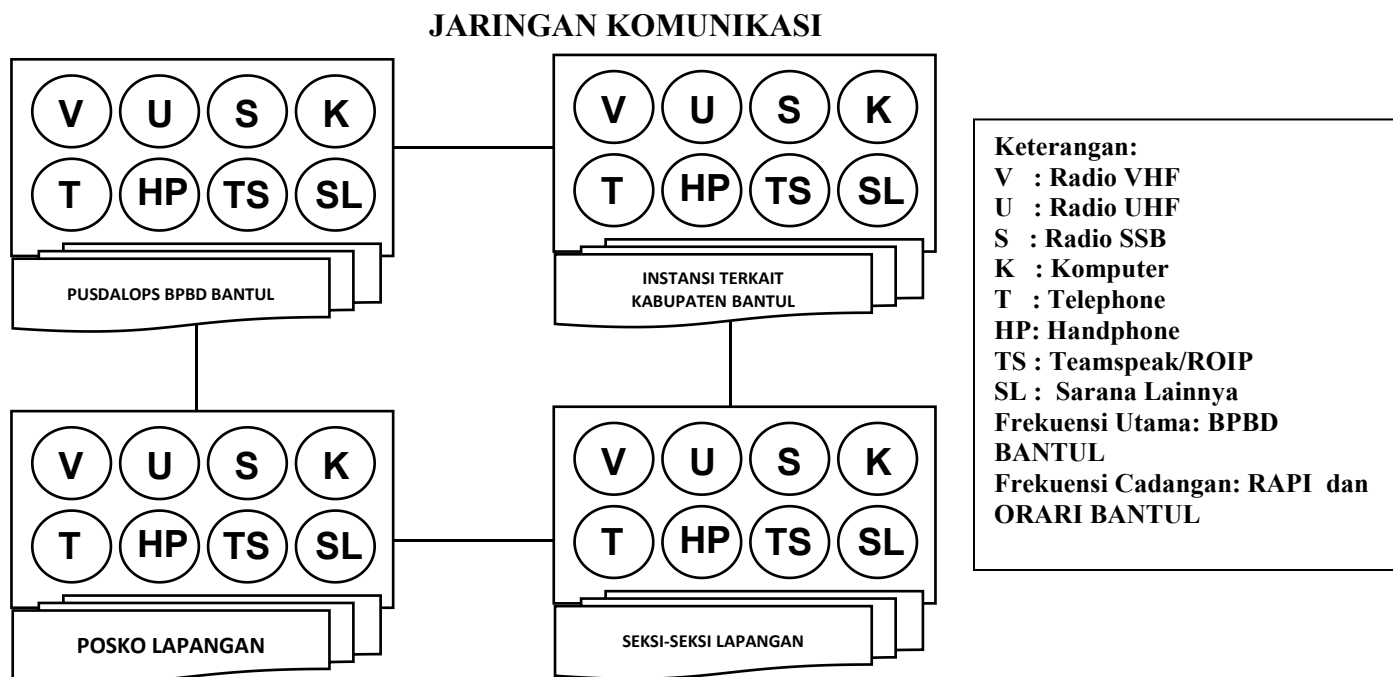 JARINGAN KOMUNIKASI
V U S K
T HP TS SL
PUSDALOPS BPBD BANTUL
V U S K
T HP TS SL
INSTANSI TERKAIT
KABUPATEN BANTUL
V U S K
T HP TS SL
POSKO LAPANGAN
V U S K
T HP TS SL
SEKSI-SEKSI LAPANGAN
Keterangan:
V : Radio VHF
U : Radio UHF
S : Radio SSB
K : Komputer
T : Telephone
HP: Handphone
TS : Teamspeak/ROIP
SL : Sarana Lainnya
Frekuensi Utama: BPBD
BANTUL
Frekuensi Cadangan: RAPI dan
ORARI BANTUL